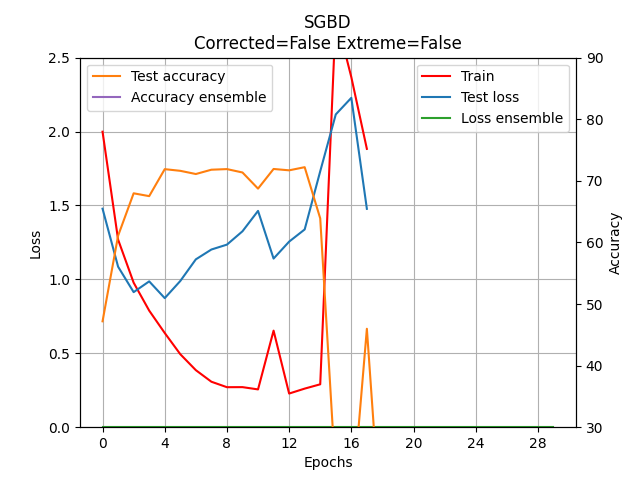 SGBD
Corrected=False Extreme=False
Test accuracy
Accuracy ensemble
Train
Test loss
Loss ensemble
2.5
2.0
1.5
1.0
0.5
0.0
Loss
90
80
70
60
50
40
30
Accuracy
0 4 8 12 16 20 24 28
Epochs